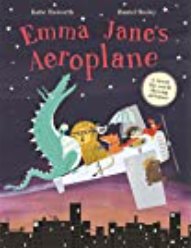 Katie Haworth
Daniel Rieley
Emma Jane's
Aeroplane